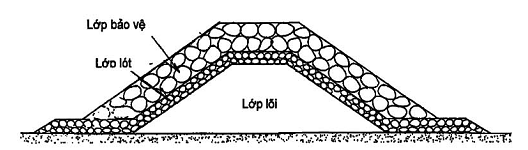 Lớp bảo vệ
Lớp lót
Lớp lõi